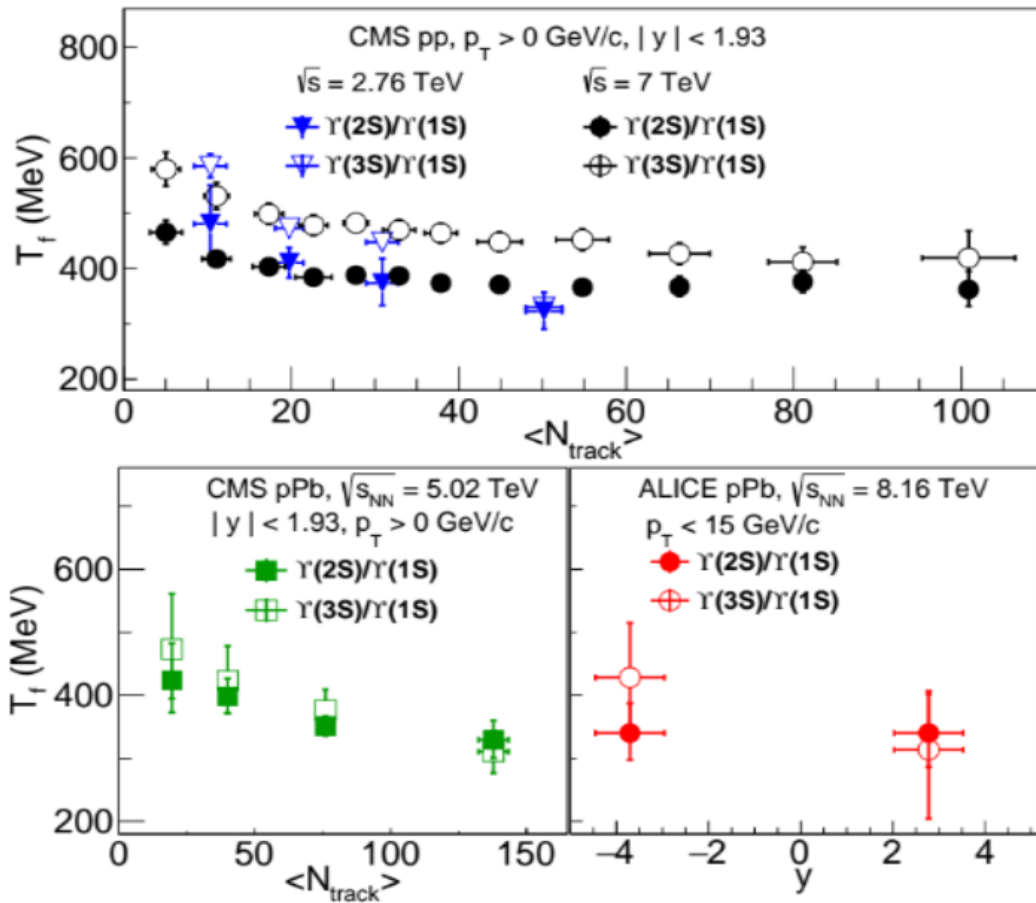 CMS pp, p_T > 0 GeV/c, | y | < 1.93
√s = 2.76 TeV
√s = 7 TeV
ϒ(2S)/ϒ(1S)
ϒ(2S)/ϒ(1S)
ϒ(3S)/ϒ(1S)
ϒ(3S)/ϒ(1S)
T_f (MeV)
800
600
400
200
0 20 40 60 80 100
<N_track>
CMS pPb, √s_NN = 5.02 TeV
| y | < 1.93, p_T > 0 GeV/c
ϒ(2S)/ϒ(1S)
ϒ(3S)/ϒ(1S)
T_f (MeV)
600
400
200
0 50 100 150
<N_track>
ALICE pPb, √s_NN = 8.16 TeV
p_T < 15 GeV/c
ϒ(2S)/ϒ(1S)
ϒ(3S)/ϒ(1S)
−4 −2 0 2 4
y